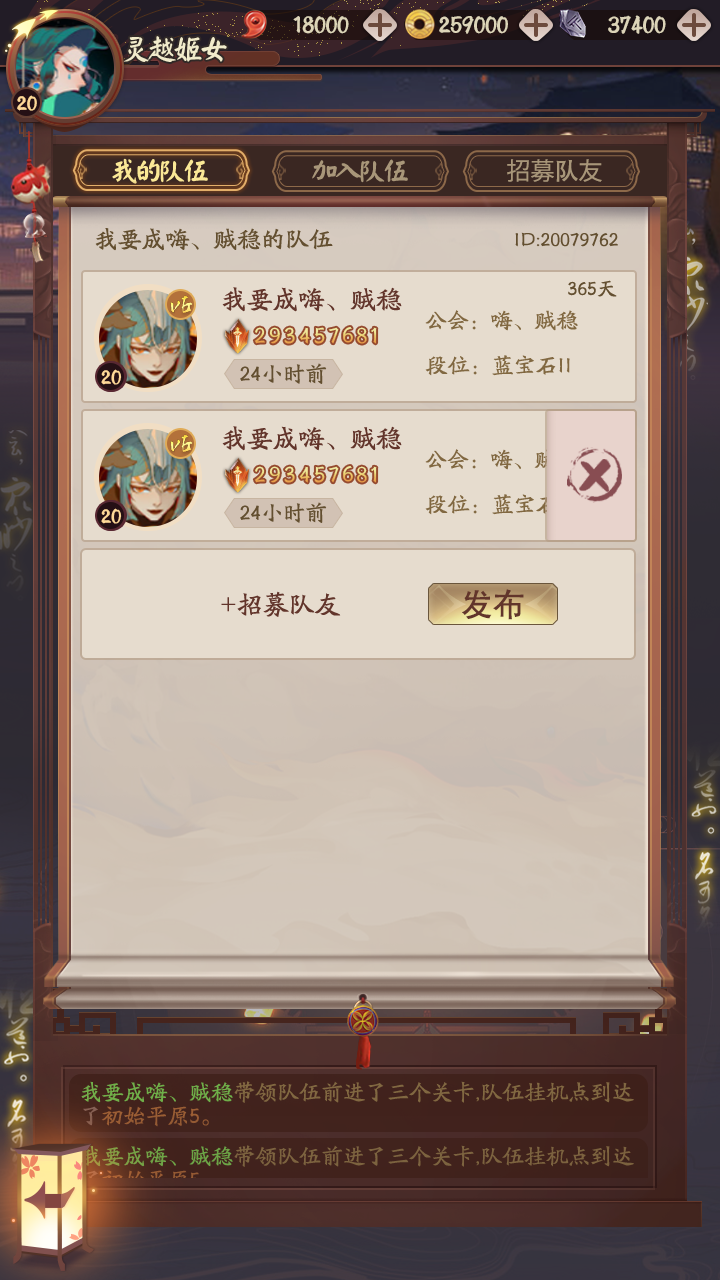 灵越姬女
18000
259000
37400
20
我的队伍
加入队伍
招募队友
我要成嗨、贼稳的队伍
ID:20079762
我要成嗨、贼稳
365天
293457681
公会：嗨、贼稳
24小时前
段位：蓝宝石II
20
我要成嗨、贼稳
293457681
公会：嗨、
24小时前
段位：蓝宝
20
+招募队友
发布
我要成嗨、贼稳带领队伍前进了三个关卡,队伍挂机点到达
了初始平原5。
我要成嗨、贼稳带领队伍前进了三个关卡,队伍挂机点到达
了初始平原5